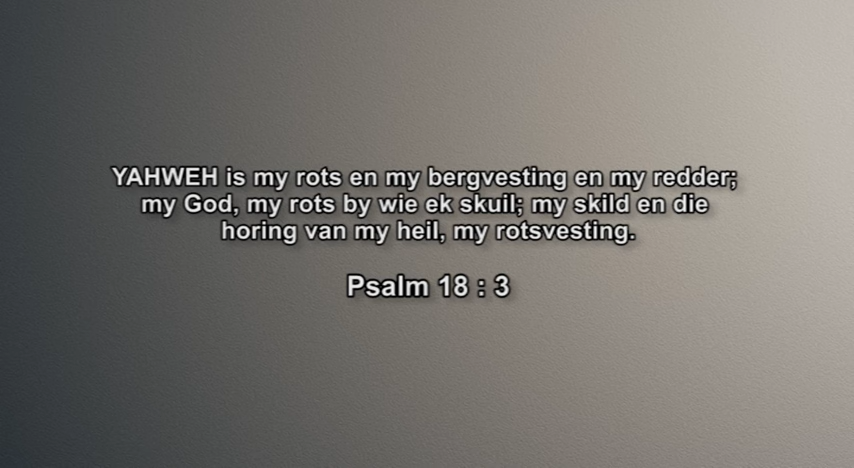 YAHWEH is my rots en my bergvesting en my redder;
my God, my rots by wie ek skuil; my skild en die
horing van my heil, my rotsvesting.
Psalm 18 : 3